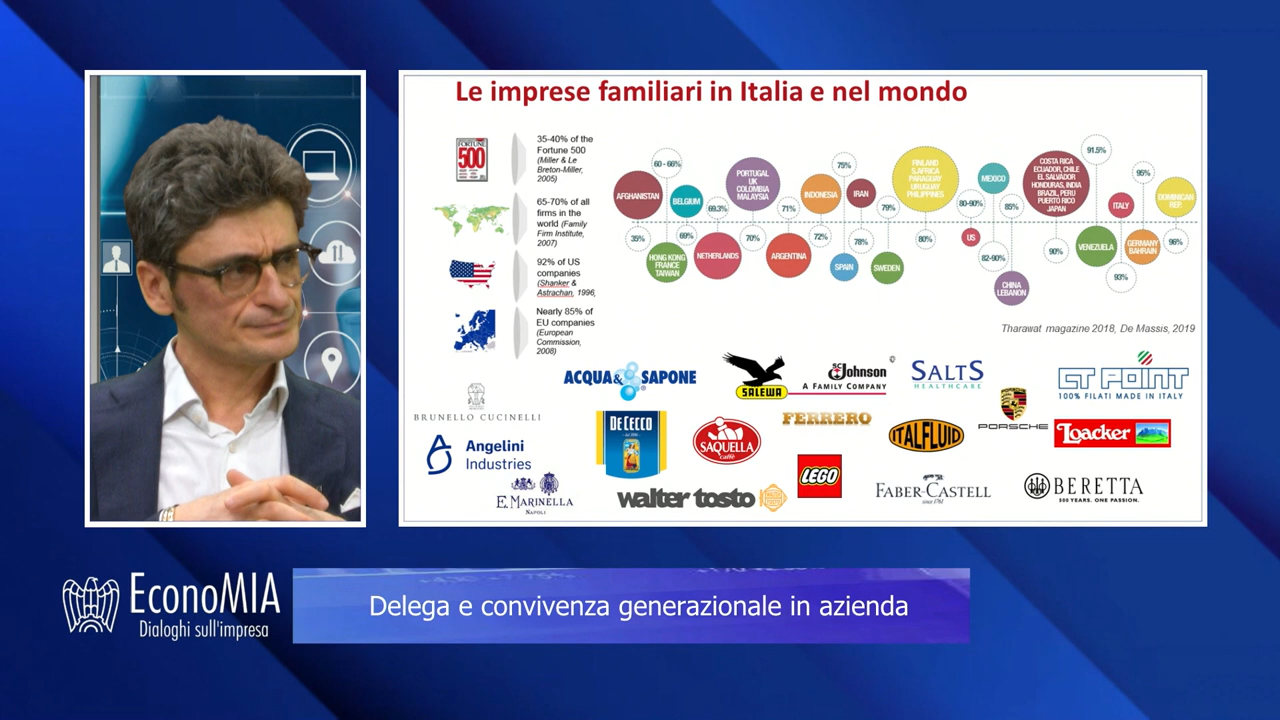 Le imprese familiari in Italia e nel mondo
FORTUNE
500
35-40% of the
Fortune 500
(Miller & Le
Breton-Miller,
2005)
65-70% of all
firms in the
world (Family
Firm Institute,
2007)
92% of US
companies
(Shanker &
Astrachan, 1996,
Nearly 85% of
EU companies
(European
Commission,
2008)
AFGHANISTAN
35%
60 - 66%
HONG KONG
FRANCE
TAIWAN
BELGIUM
69%
69.3%
NETHERLANDS
PORTUGAL
UK
COLOMBIA
MALAYSIA
70%
71%
ARGENTINA
INDONESIA
72%
75%
SPAIN
IRAN
78%
79%
SWEDEN
FINLAND
S.AFRICA
PARAGUAY
URUGUAY
PHILIPPINES
80%
80-90%
US
MEXICO
82-90%
85%
CHINA
LEBANON
COSTA RICA
ECUADOR, CHILE
EL SALVADOR
HONDURAS, INDIA
BRAZIL, PERU
PUERTO RICO
JAPAN
90%
91.5%
VENEZUELA
ITALY
93%
95%
GERMANY
BAHRAIN
DOMINICAN
REP.
96%
Tharawat magazine 2018, De Massis, 2019
ACQUA & SAPONE
SALEWA
SC Johnson
A FAMILY COMPANY
SALTS
HEALTHCARE
GT POINT
100% FILATI MADE IN ITALY
BRUNELLO CUCINELLI
DE CECCO
SAQUELLA
caffè
FERRERO
ITALFLUID
PORSCHE
PORSCHE
Loacker
Angelini
Industries
E. MARINELLA
NAPOLI
walter tosto
LEGO
FABER-CASTELL
since 1761
BERETTA
500 YEARS. ONE PASSION.
EconoMIA
Dialoghi sull'impresa
Delega e convivenza generazionale in azienda